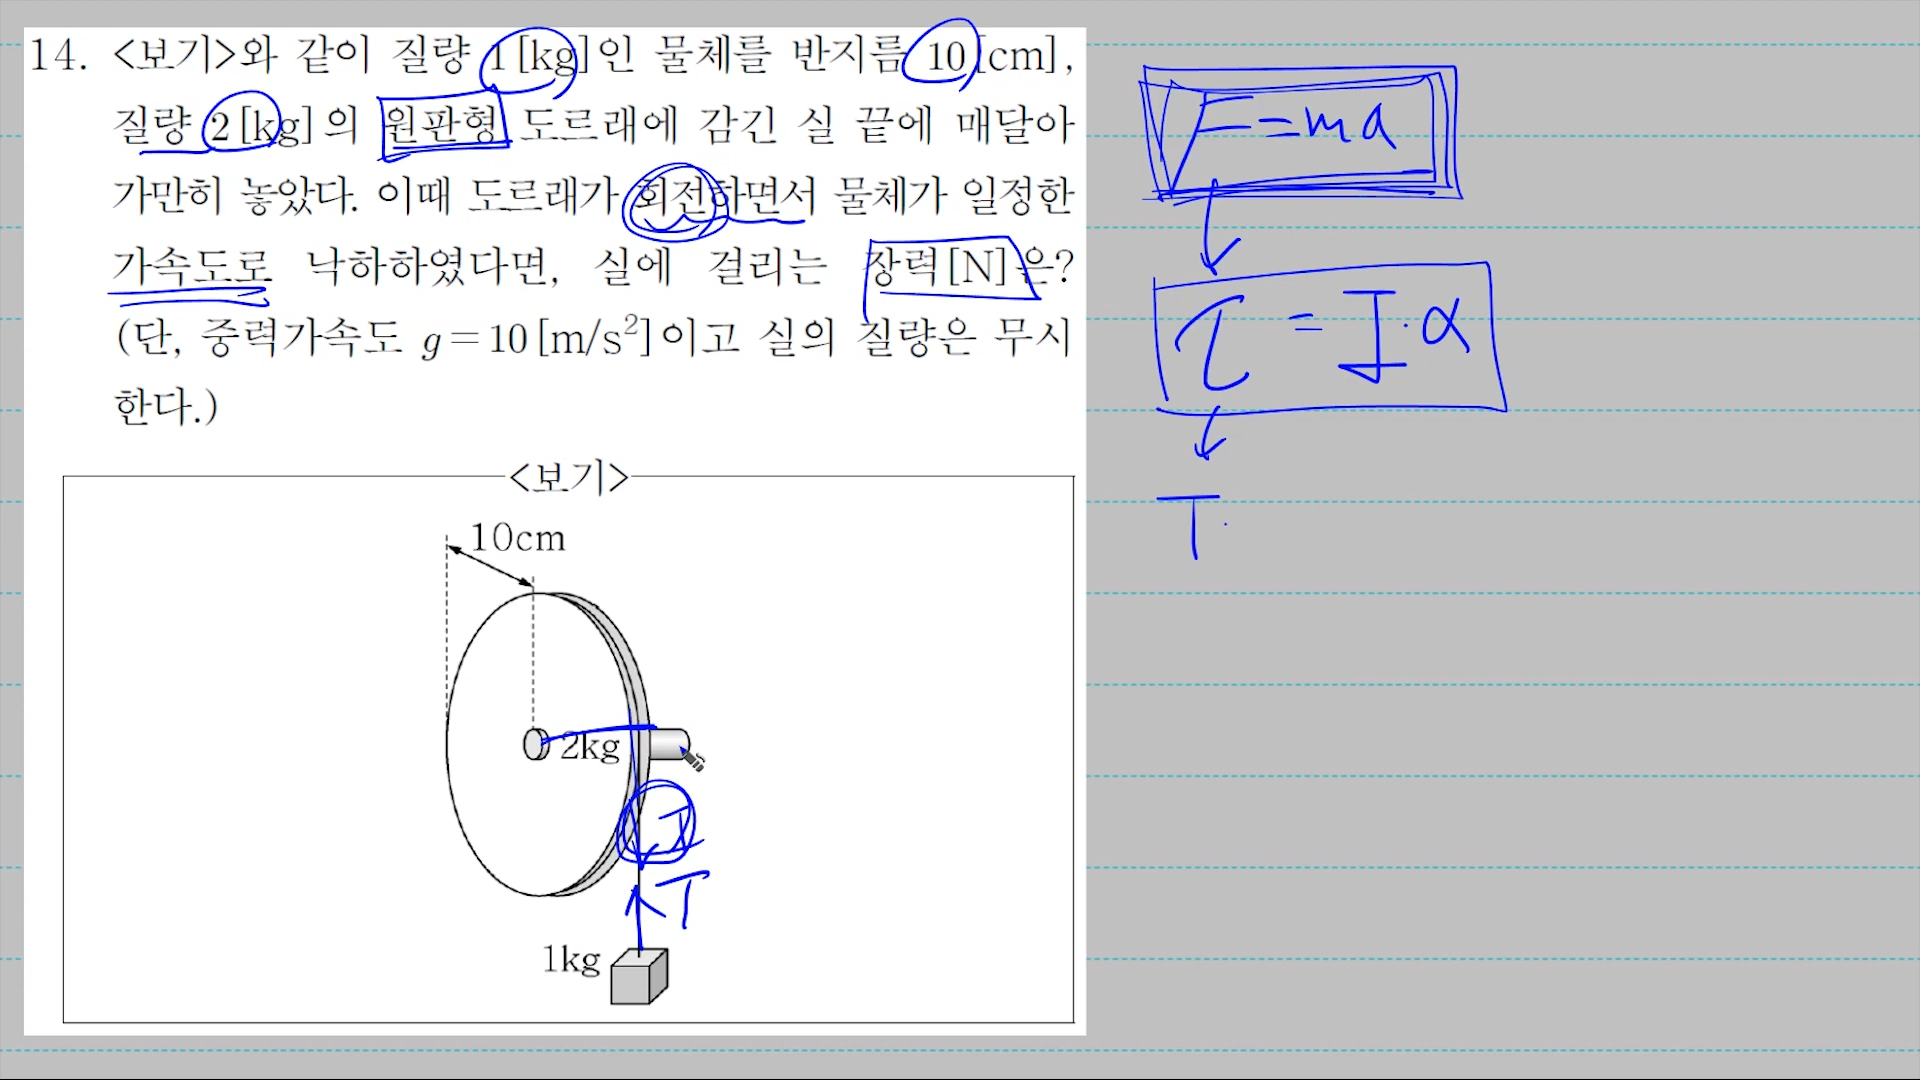 14. <보기>와 같이 질량 1[kg]인 물체를 반지름 10[cm],
질량 2[kg]의 원판형 도르래에 감긴 실 끝에 매달아
가만히 놓았다. 이때 도르래가 회전하면서 물체가 일정한
가속도로 낙하하였다면, 실에 걸리는 장력[N]은?
(단, 중력가속도 g=10[m/s²]이고 실의 질량은 무시
한다.)
<보기>
10cm
2kg
T
T
1kg
F=ma
τ = I·α
T·